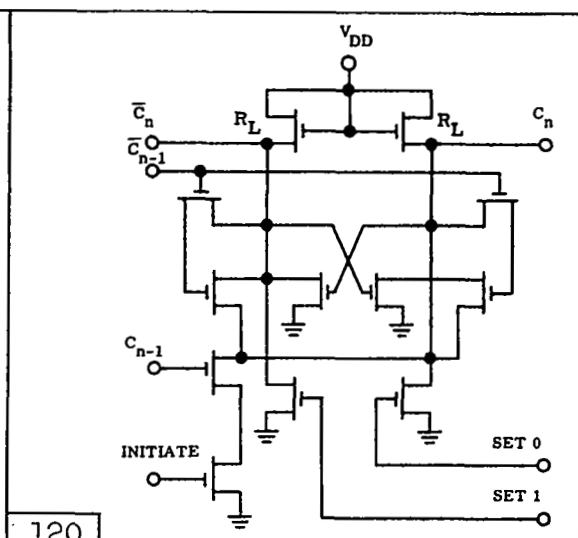 V_DD
C̅_n
R_L
R_L
C_n
C̅_n-1
C_n-1
INITIATE
SET 0
SET 1
120